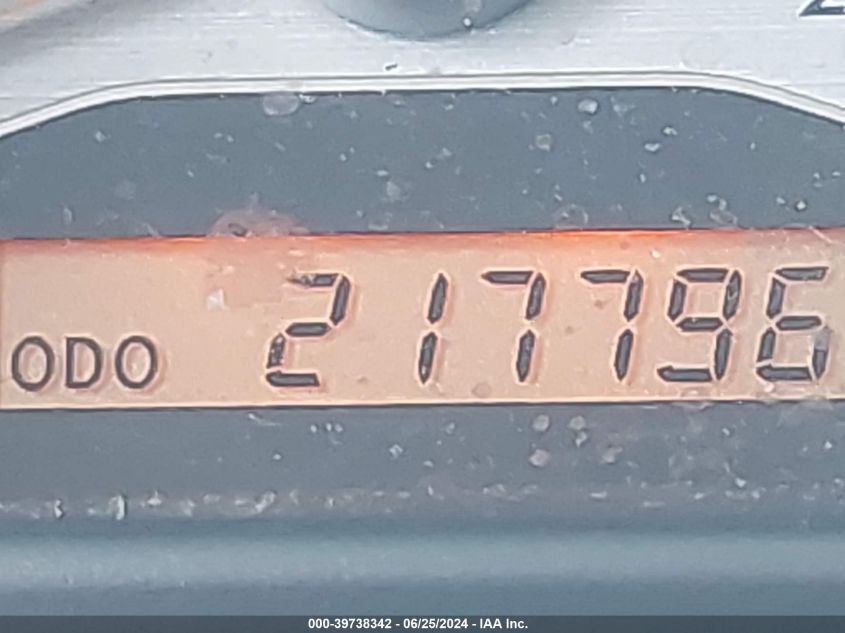 ODO 217796
000-39738342 - 06/25/2024 - IAA Inc.